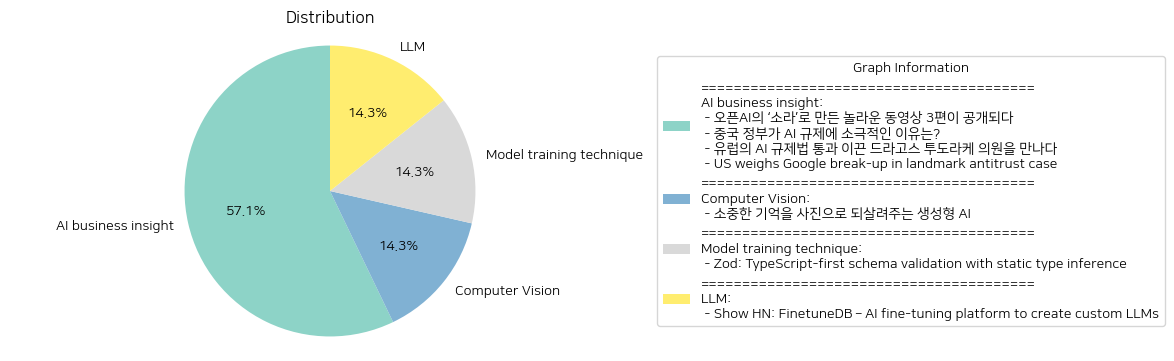 Distribution
LLM
14.3%
Model training technique
14.3%
57.1%
AI business insight
14.3%
Computer Vision
Graph Information
========================================
AI business insight:
- 오픈AI의 ‘소라’로 만든 놀라운 동영상 3편이 공개되다
- 중국 정부가 AI 규제에 소극적인 이유는?
- 유럽의 AI 규제법 통과 이끈 드라고스 투도라케 의원을 만나다
- US weighs Google break-up in landmark antitrust case
========================================
Computer Vision:
- 소중한 기억을 사진으로 되살려주는 생성형 AI
========================================
Model training technique:
- Zod: TypeScript-first schema validation with static type inference
========================================
LLM:
- Show HN: FinetuneDB – AI fine-tuning platform to create custom LLMs